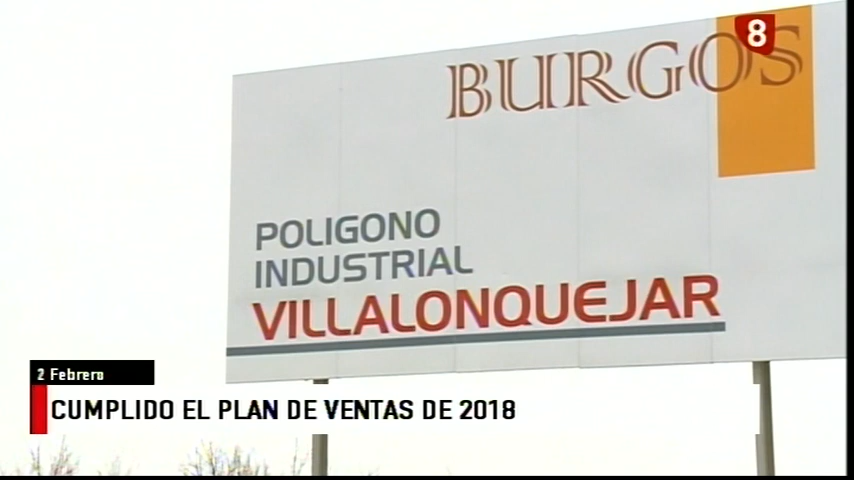 8
BURGOS
POLIGONO
INDUSTRIAL
VILLALONQUEJAR
2 Febrero
CUMPLIDO EL PLAN DE VENTAS DE 2018